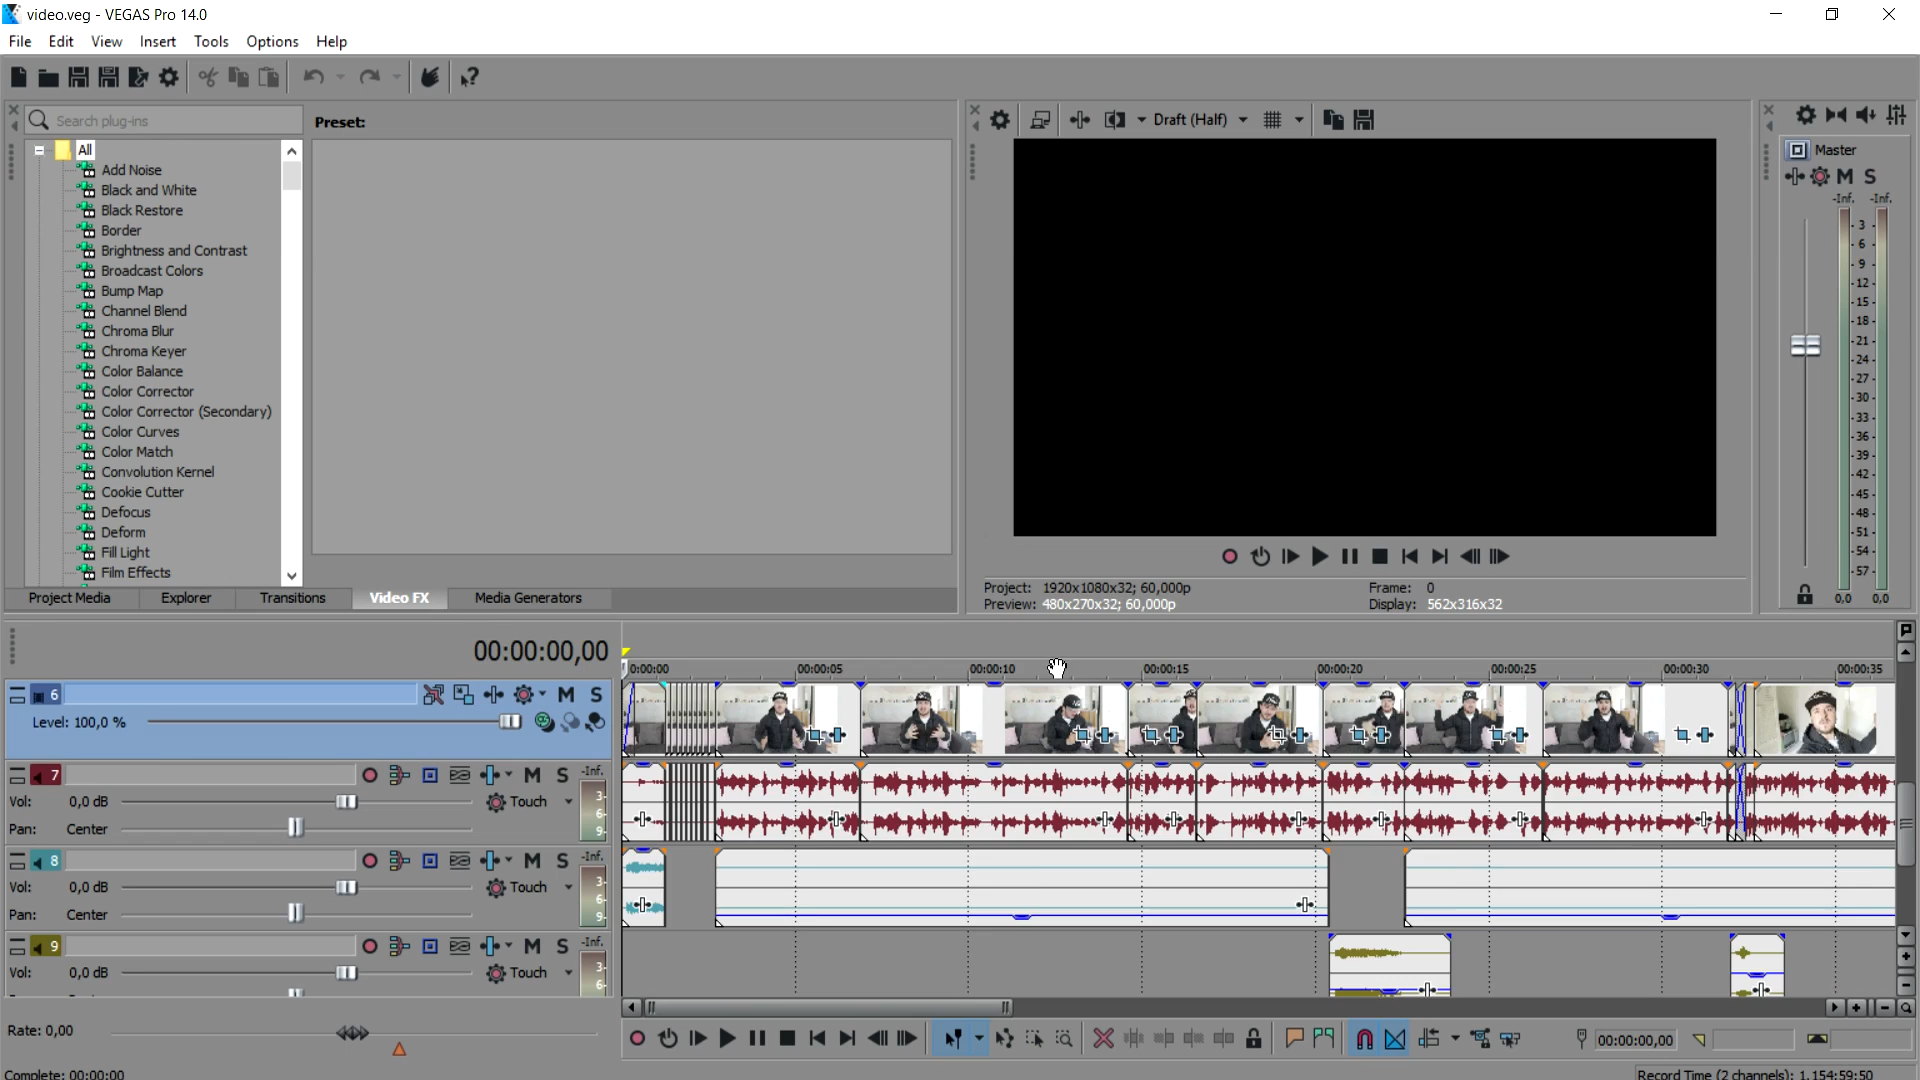 video.veg - VEGAS Pro 14.0
File Edit View Insert Tools Options Help
Search plug-ins
Preset:
All
Add Noise
Black and White
Black Restore
Border
Brightness and Contrast
Broadcast Colors
Bump Map
Channel Blend
Chroma Blur
Chroma Keyer
Color Balance
Color Corrector
Color Corrector (Secondary)
Color Curves
Color Match
Convolution Kernel
Cookie Cutter
Defocus
Deform
Fill Light
Film Effects
Project Media Explorer Transitions Video FX Media Generators
Draft (Half)
Project: 1920x1080x32; 60,000p
Preview: 480x270x32; 60,000p
Frame: 0
Display: 562x316x32
Master
M S
-Inf. -Inf.
- 3 -
- 6 -
- 9 -
-12-
-15-
-18-
-21-
-24-
-27-
-30-
-33-
-36-
-39-
-42-
-45-
-48-
-51-
-54-
-57-
0,0 0,0
00:00:00,00
0:00:00 00:00:05 00:00:10 00:00:15 00:00:20 00:00:25 00:00:30 00:00:35
6 M S
Level: 100,0 %
7 M S -Inf.
Vol: 0,0 dB Touch
Pan: Center
3-
6-
9-
8 M S -Inf.
Vol: 0,0 dB Touch
Pan: Center
3-
6-
9-
9 M S -Inf.
Vol: 0,0 dB Touch
3-
6-
Rate: 0,00
00:00:00,00
Complete: 00:00:00
Record Time (2 channels): 1.154:59:50